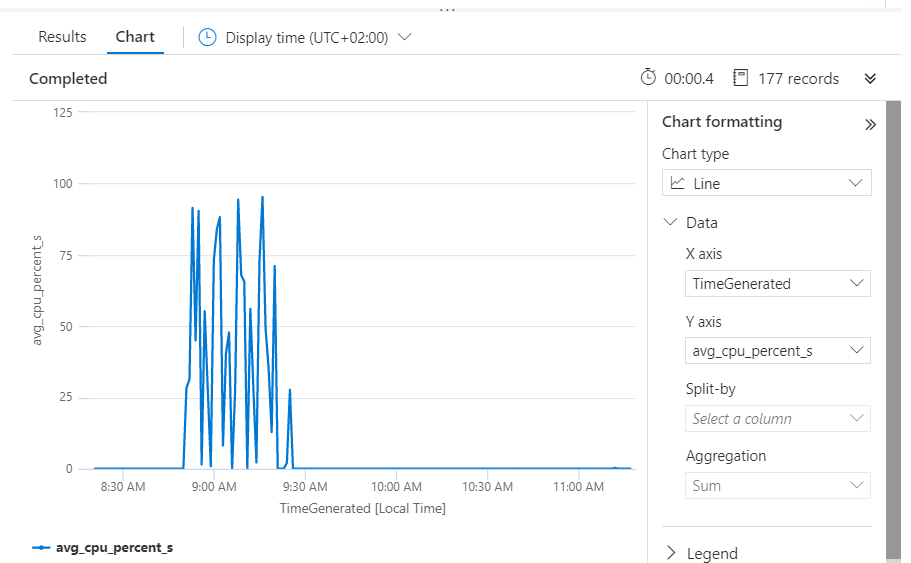 Results Chart Display time (UTC+02:00)
Completed 00:00.4 177 records
125
100
75
50
25
0
avg_cpu_percent_s
8:30 AM 9:00 AM 9:30 AM 10:00 AM 10:30 AM 11:00 AM
TimeGenerated [Local Time]
avg_cpu_percent_s
Chart formatting
Chart type
Line
Data
X axis
TimeGenerated
Y axis
avg_cpu_percent_s
Split-by
Select a column
Aggregation
Sum
Legend